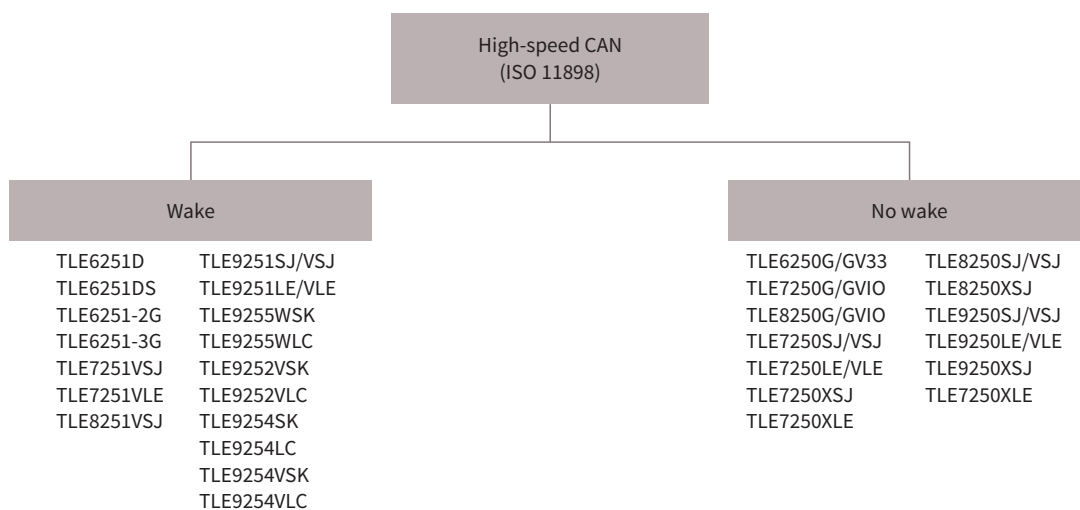 High-speed CAN
(ISO 11898)
Wake
TLE6251D
TLE6251DS
TLE6251-2G
TLE6251-3G
TLE7251VSJ
TLE7251VLE
TLE8251VSJ
TLE9251SJ/VSJ
TLE9251LE/VLE
TLE9255WSK
TLE9255WLC
TLE9252VSK
TLE9252VLC
TLE9254SK
TLE9254LC
TLE9254VSK
TLE9254VLC
No wake
TLE6250G/GV33
TLE7250G/GVIO
TLE8250G/GVIO
TLE7250SJ/VSJ
TLE7250LE/VLE
TLE7250XSJ
TLE7250XLE
TLE8250SJ/VSJ
TLE8250XSJ
TLE9250SJ/VSJ
TLE9250LE/VLE
TLE9250XSJ
TLE7250XLE